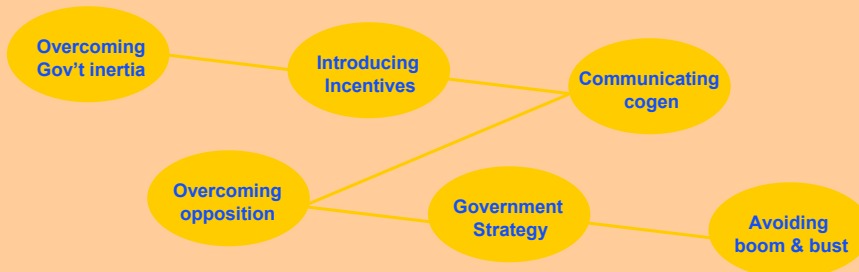 Overcoming
Gov't inertia
Introducing
Incentives
Communicating
cogen
Overcoming
opposition
Government
Strategy
Avoiding
boom & bust